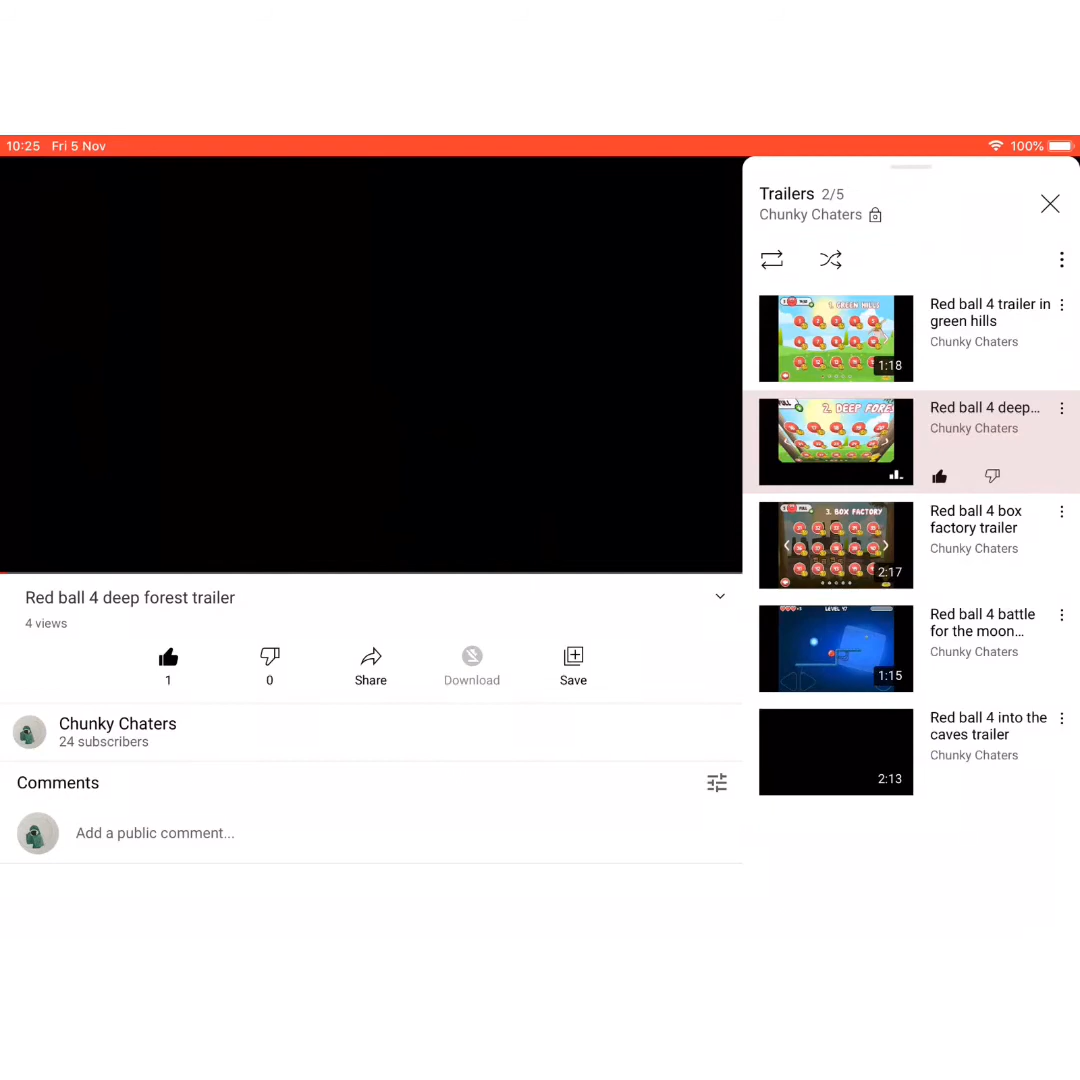 10:25 Fri 5 Nov
100%
Trailers 2/5
Chunky Chaters
1. GREEN HILLS
1:18
Red ball 4 trailer in
green hills
Chunky Chaters
2. DEEP FORE
Red ball 4 deep...
Chunky Chaters
3. BOX FACTORY
2:17
Red ball 4 box
factory trailer
Chunky Chaters
LEVEL 47
1:15
Red ball 4 battle
for the moon...
Chunky Chaters
2:13
Red ball 4 into the
caves trailer
Chunky Chaters
Red ball 4 deep forest trailer
4 views
1
0
Share
Download
Save
Chunky Chaters
24 subscribers
Comments
Add a public comment...